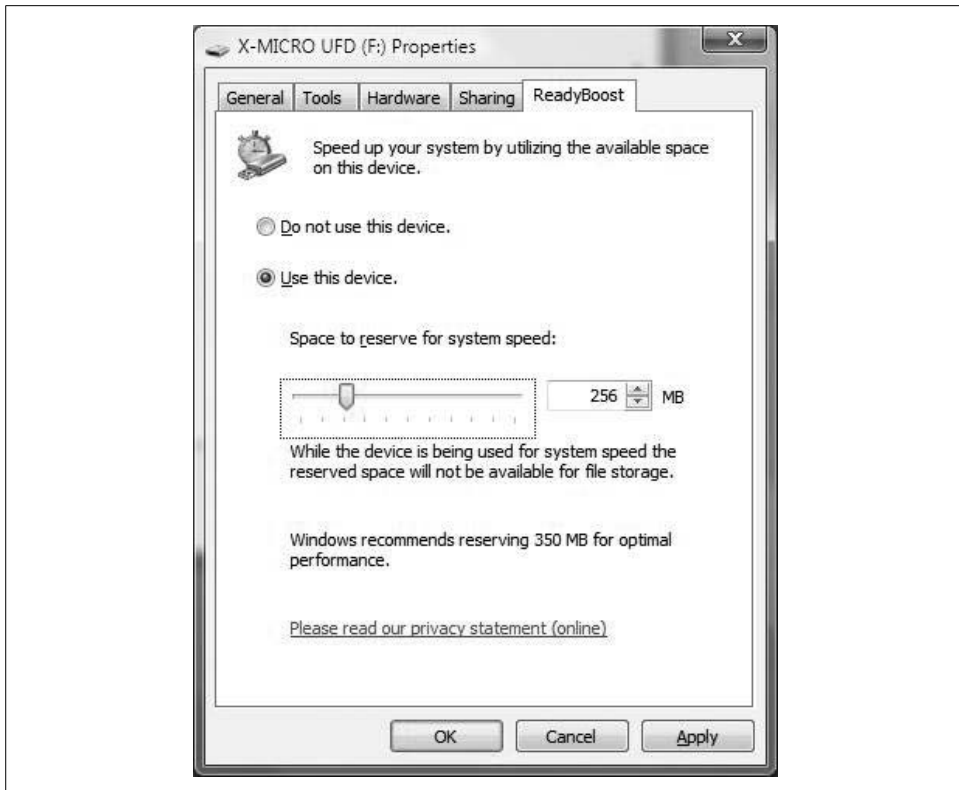 X-MICRO UFD (F:) Properties
General Tools Hardware Sharing ReadyBoost
Speed up your system by utilizing the available space
on this device.
Do not use this device.
Use this device.
Space to reserve for system speed:
256 MB
While the device is being used for system speed the
reserved space will not be available for file storage.
Windows recommends reserving 350 MB for optimal
performance.
Please read our privacy statement (online)
OK Cancel Apply